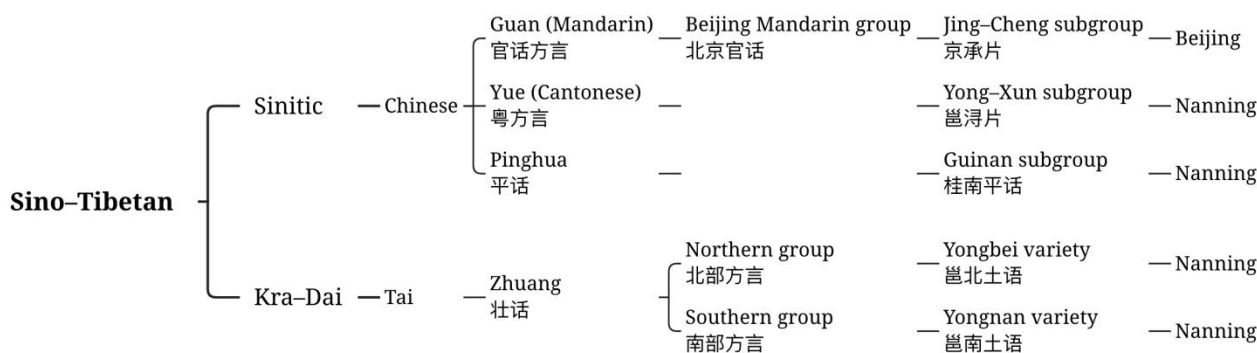 Guan (Mandarin) Beijing Mandarin group Jing–Cheng subgroup
官话方言 北京官话 京承片 Beijing
Yue (Cantonese) Yong–Xun subgroup
粤方言 邕浔片 Nanning
Sinitic Chinese
Pinghua Guinan subgroup
平话 桂南平话 Nanning
Sino–Tibetan
Northern group Yongbei variety
北部方言 邕北土语 Nanning
Kra–Dai Tai Zhuang
壮话
Southern group Yongnan variety
南部方言 邕南土语 Nanning